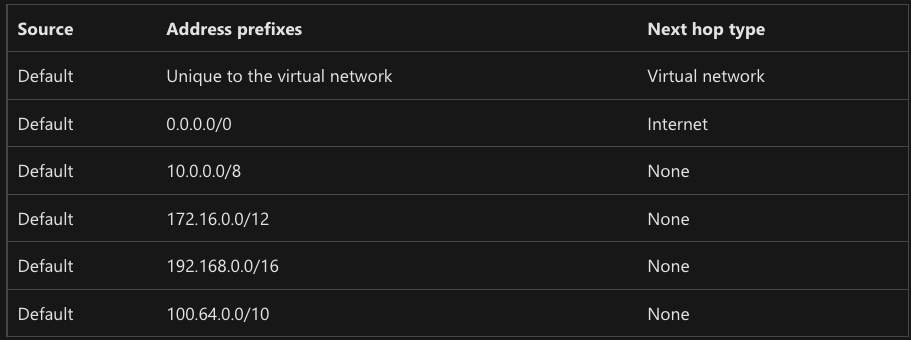 Source Address prefixes Next hop type
Default Unique to the virtual network Virtual network
Default 0.0.0.0/0 Internet
Default 10.0.0.0/8 None
Default 172.16.0.0/12 None
Default 192.168.0.0/16 None
Default 100.64.0.0/10 None